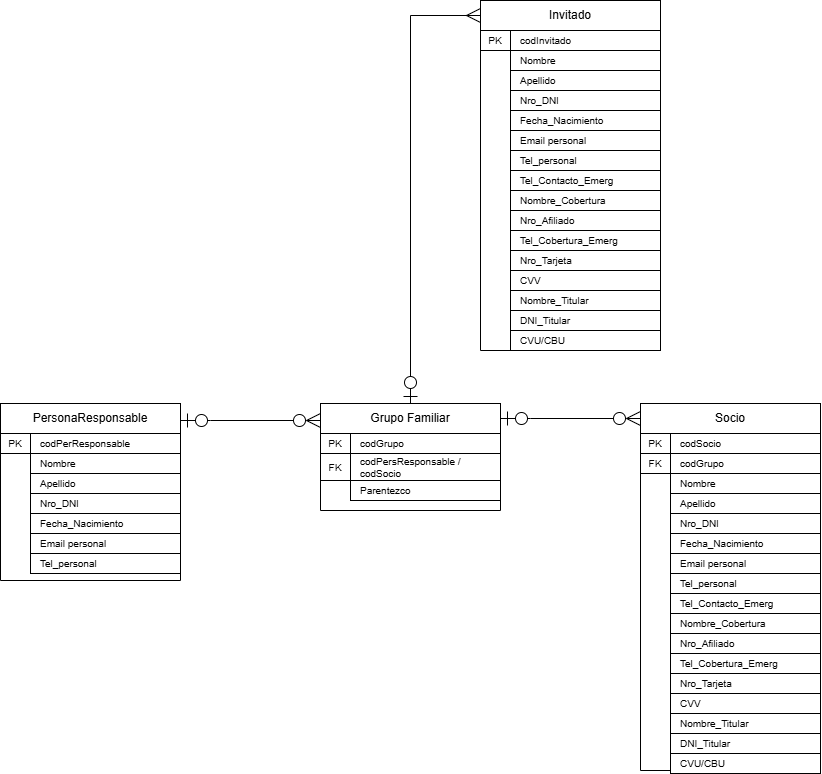 Invitado
PK codInvitado
Nombre
Apellido
Nro_DNI
Fecha_Nacimiento
Email personal
Tel_personal
Tel_Contacto_Emerg
Nombre_Cobertura
Nro_Afiliado
Tel_Cobertura_Emerg
Nro_Tarjeta
CVV
Nombre_Titular
DNI_Titular
CVU/CBU
PersonaResponsable
PK codPerResponsable
Nombre
Apellido
Nro_DNI
Fecha_Nacimiento
Email personal
Tel_personal
Grupo Familiar
PK codGrupo
FK codPersResponsable /
codSocio
Parentezco
Socio
PK codSocio
FK codGrupo
Nombre
Apellido
Nro_DNI
Fecha_Nacimiento
Email personal
Tel_personal
Tel_Contacto_Emerg
Nombre_Cobertura
Nro_Afiliado
Tel_Cobertura_Emerg
Nro_Tarjeta
CVV
Nombre_Titular
DNI_Titular
CVU/CBU